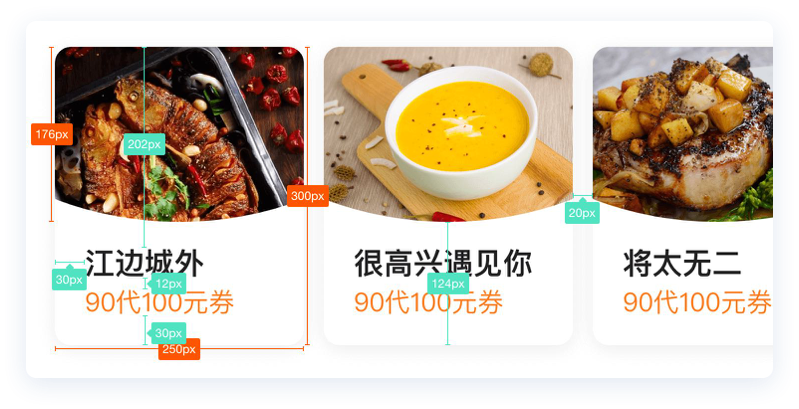 176px
202px
300px
20px
江边城外
很高兴遇见你
将太无二
30px
12px
124px
90代100元券
90代100元券
90代100元券
30px
250px